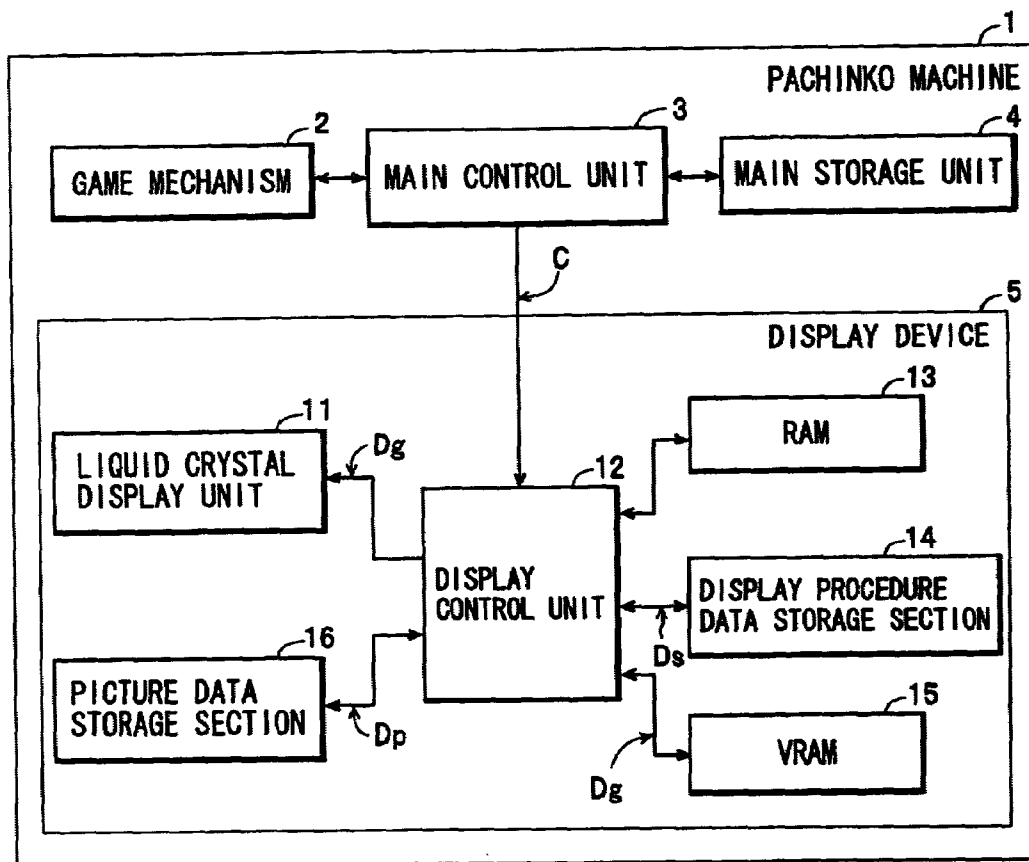 1
PACHINKO MACHINE
2
GAME MECHANISM
3
MAIN CONTROL UNIT
4
MAIN STORAGE UNIT
C
5
DISPLAY DEVICE
11
LIQUID CRYSTAL
DISPLAY UNIT
Dg
12
DISPLAY
CONTROL UNIT
13
RAM
14
DISPLAY PROCEDURE
DATA STORAGE SECTION
Ds
16
PICTURE DATA
STORAGE SECTION
Dp
15
VRAM
Dg